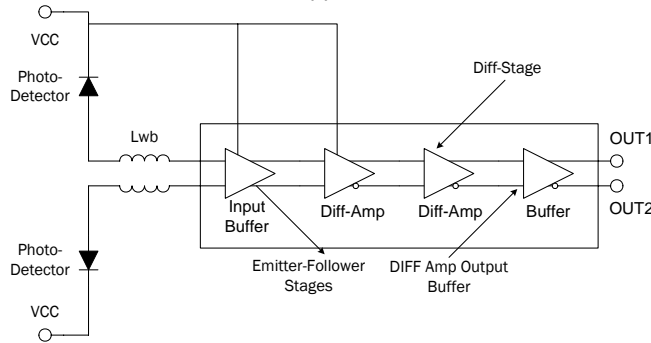 VCC
Photo-
Detector
Diff-Stage
Lwb
OUT1
OUT2
Input
Buffer
Diff-Amp
Diff-Amp
Buffer
Photo-
Detector
Emitter-Follower
Stages
DIFF Amp Output
Buffer
VCC